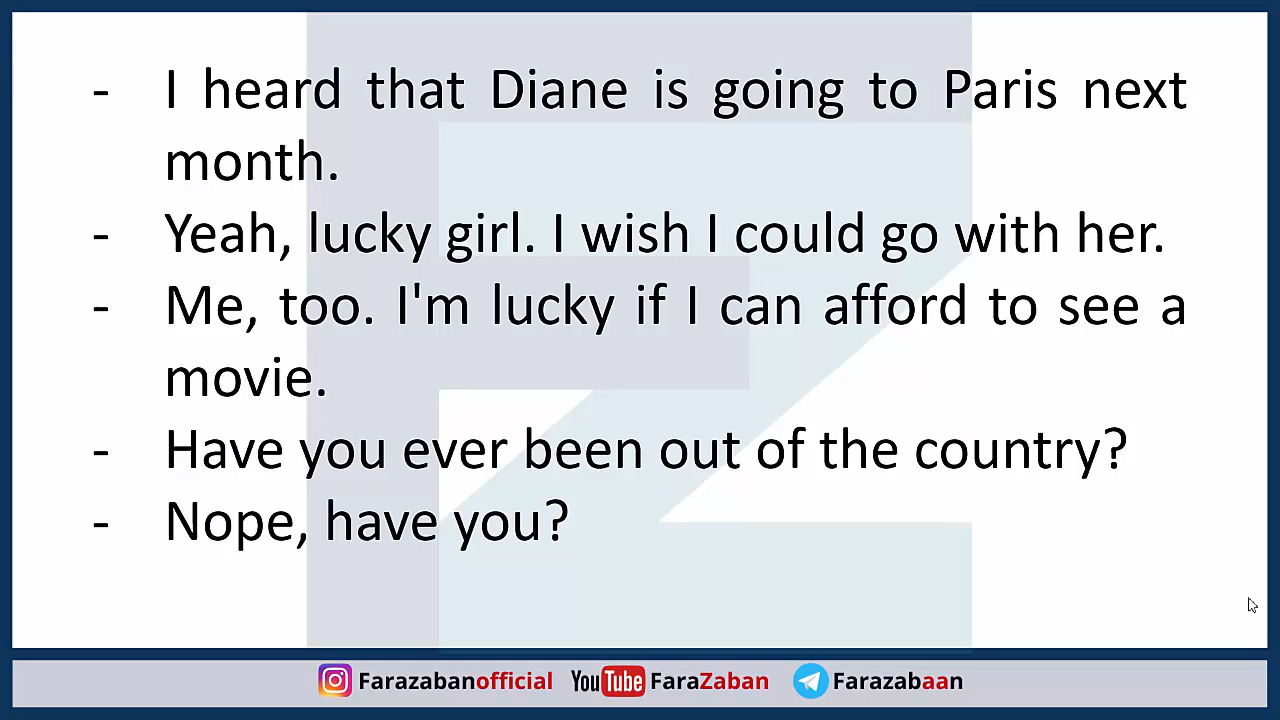 - I heard that Diane is going to Paris next
month.
- Yeah, lucky girl. I wish I could go with her.
- Me, too. I'm lucky if I can afford to see a
movie.
- Have you ever been out of the country?
- Nope, have you?
Farazabanofficial YouTube FaraZaban Farazabaan